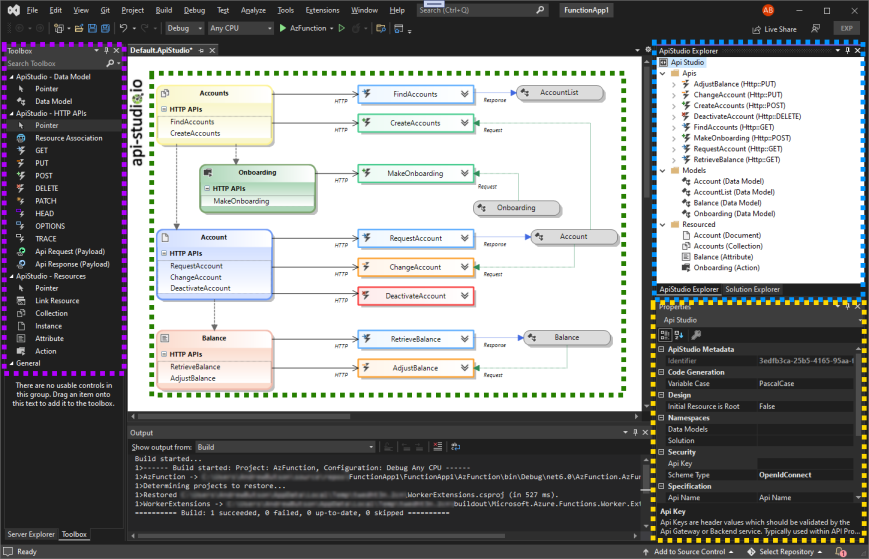 File Edit View Git Project Build Debug Test Analyze Tools Extensions Window Help Search (Ctrl+Q) FunctionApp1 AB
Debug Any CPU AzFunction Live Share EXP
Toolbox
Search Toolbox
ApiStudio - Data Model
Pointer
Data Model
ApiStudio - HTTP APIs
Pointer
Resource Association
GET
PUT
POST
DELETE
PATCH
HEAD
OPTIONS
TRACE
Api Request (Payload)
Api Response (Payload)
ApiStudio - Resources
Pointer
Link Resource
Collection
Instance
Attribute
Action
General
There are no usable controls in
this group. Drag an item onto
this text to add it to the toolbox.
Server Explorer Toolbox
Default.ApiStudio*
api-studio.io
Accounts
HTTP APIs
FindAccounts
CreateAccounts
HTTP
FindAccounts
Response
AccountList
HTTP
CreateAccounts
Request
Onboarding
HTTP APIs
MakeOnboarding
HTTP
MakeOnboarding
Request
Onboarding
Account
HTTP APIs
RequestAccount
ChangeAccount
DeactivateAccount
HTTP
RequestAccount
Response
Account
HTTP
ChangeAccount
Request
HTTP
DeactivateAccount
Balance
HTTP APIs
RetrieveBalance
AdjustBalance
HTTP
RetrieveBalance
Response
Balance
HTTP
AdjustBalance
Request
Output
Show output from: Build
Build started...
1>------ Build started: Project: AzFunction, Configuration: Debug Any CPU ------
1>AzFunction -> FunctionApp1\FunctionApp1\AzFunction\bin\Debug\net6.0\AzFunction.AzFu
1>Determining projects to restore...
1>Restored WorkerExtensions.csproj (in 527 ms).
1>WorkerExtensions -> buildout\Microsoft.Azure.Functions.Worker.Ex
========== Build: 1 succeeded, 0 failed, 0 up-to-date, 0 skipped ==========
ApiStudio Explorer
Api Studio
Apis
AdjustBalance (Http::PUT)
ChangeAccount (Http::PUT)
CreateAccounts (Http::POST)
DeactivateAccount (Http::DELETE)
FindAccounts (Http::GET)
MakeOnboarding (Http::POST)
RequestAccount (Http::GET)
RetrieveBalance (Http::GET)
Models
Account (Data Model)
AccountList (Data Model)
Balance (Data Model)
Onboarding (Data Model)
Resourced
Account (Document)
Accounts (Collection)
Balance (Attribute)
Onboarding (Action)
ApiStudio Explorer Solution Explorer
Properties
Api Studio
ApiStudio Metadata
Identifier 3edfb3ca-25b5-4165-95aa-f
Code Generation
Variable Case PascalCase
Design
Initial Resource is Root False
Namespaces
Data Models
Solution
Security
Api Key
Scheme Type OpenIdConnect
Specification
Api Name Api Name
Api Key
Api Keys are header values which should be validated by the
Api Gateway or Backend service. Typically used within API Pro...
Ready Add to Source Control Select Repository